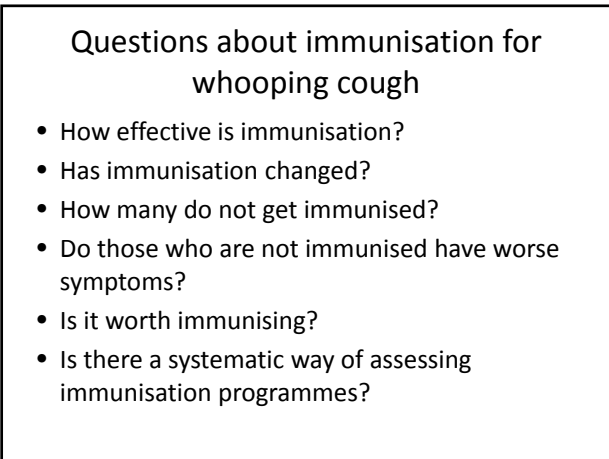 Questions about immunisation for
whooping cough
• How effective is immunisation?
• Has immunisation changed?
• How many do not get immunised?
• Do those who are not immunised have worse
symptoms?
• Is it worth immunising?
• Is there a systematic way of assessing
immunisation programmes?